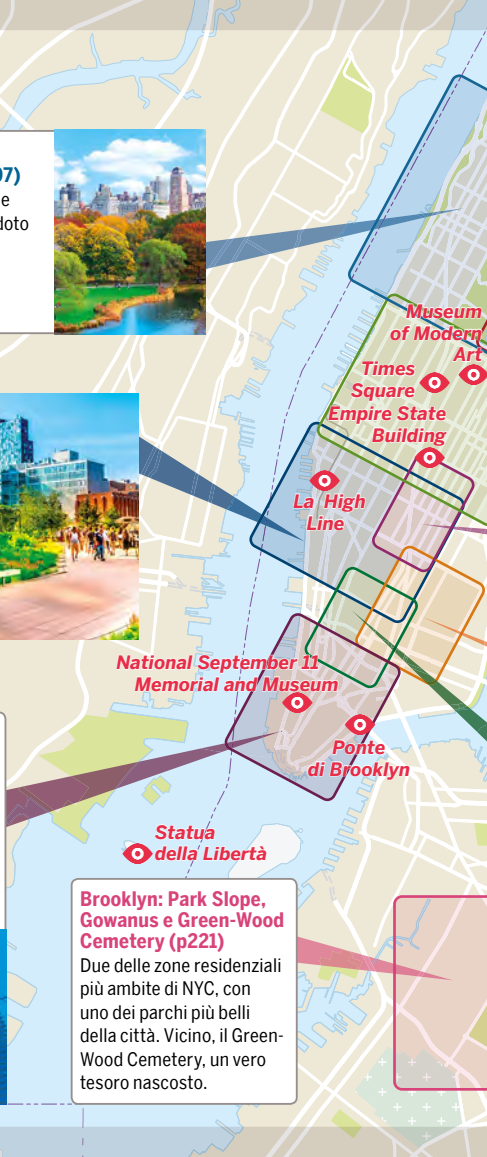 07)
e
doto
Museum
of Modern
Art
Times
Square
Empire State
Building
La High
Line
National September 11
Memorial and Museum
Ponte
di Brooklyn
Statua
della Libertà
Brooklyn: Park Slope,
Gowanus e Green-Wood
Cemetery (p221)
Due delle zone residenziali
più ambite di NYC, con
uno dei parchi più belli
della città. Vicino, il Green-
Wood Cemetery, un vero
tesoro nascosto.